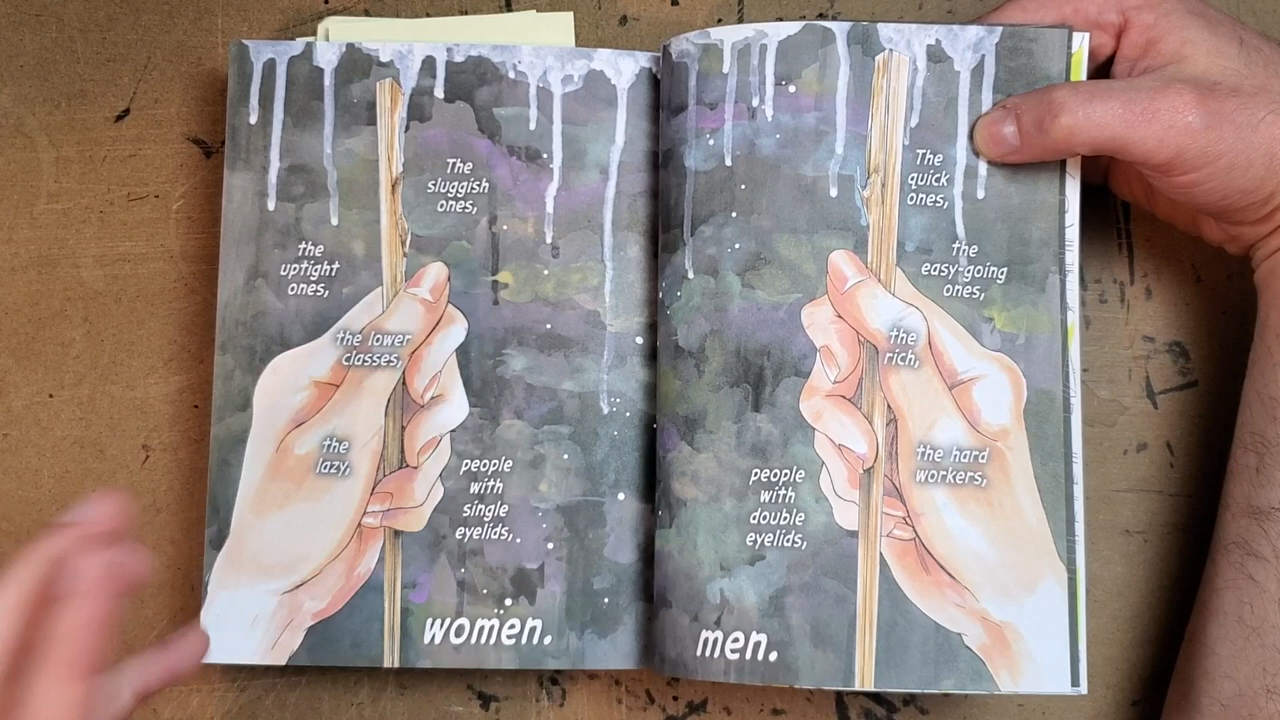 The
sluggish
ones,
the
uptight
ones,
the lower
classes,
the
lazy,
people
with
single
eyelids,
women.
The
quick
ones,
the
easy-going
ones,
the
rich,
the hard
workers,
people
with
double
eyelids,
men.